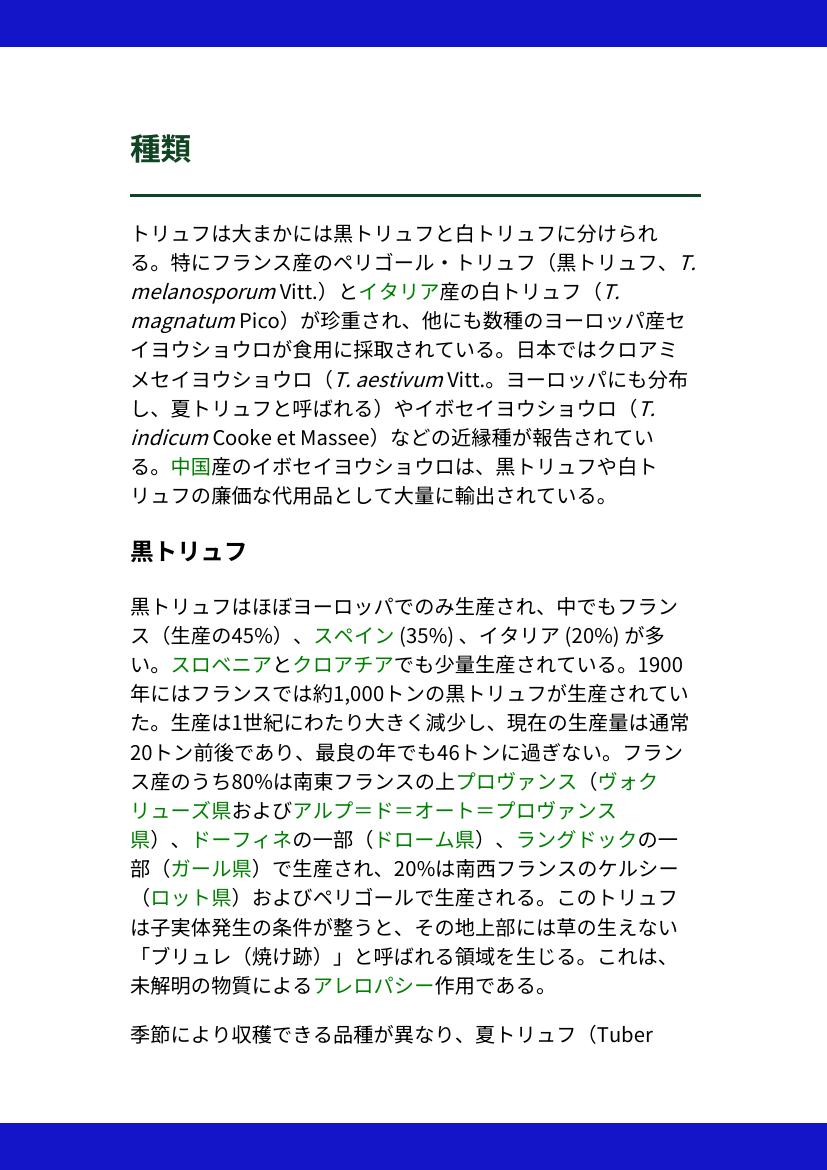 種類
トリュフは大まかには黒トリュフと白トリュフに分けられ
る。特にフランス産のペリゴール・トリュフ（黒トリュフ、T.
melanosporum Vitt.）とイタリア産の白トリュフ（T.
magnatum Pico）が珍重され、他にも数種のヨーロッパ産セ
イヨウショウロが食用に採取されている。日本ではクロアミ
メセイヨウショウロ（T. aestivum Vitt.。ヨーロッパにも分布
し、夏トリュフと呼ばれる）やイボセイヨウショウロ（T.
indicum Cooke et Massee）などの近縁種が報告されてい
る。中国産のイボセイヨウショウロは、黒トリュフや白ト
リュフの廉価な代用品として大量に輸出されている。
黒トリュフ
黒トリュフはほぼヨーロッパでのみ生産され、中でもフラン
ス（生産の45%）、スペイン (35%) 、イタリア (20%) が多
い。スロベニアとクロアチアでも少量生産されている。1900
年にはフランスでは約1,000トンの黒トリュフが生産されてい
た。生産は1世紀にわたり大きく減少し、現在の生産量は通常
20トン前後であり、最良の年でも46トンに過ぎない。フラン
ス産のうち80%は南東フランスの上プロヴァンス（ヴォク
リューズ県およびアルプ＝ド＝オート＝プロヴァンス
県）、ドーフィネの一部（ドローム県）、ラングドックの一
部（ガール県）で生産され、20%は南西フランスのケルシー
（ロット県）およびペリゴールで生産される。このトリュフ
は子実体発生の条件が整うと、その地上部には草の生えない
「ブリュレ（焼け跡）」と呼ばれる領域を生じる。これは、
未解明の物質によるアレロパシー作用である。
季節により収穫できる品種が異なり、夏トリュフ（Tuber